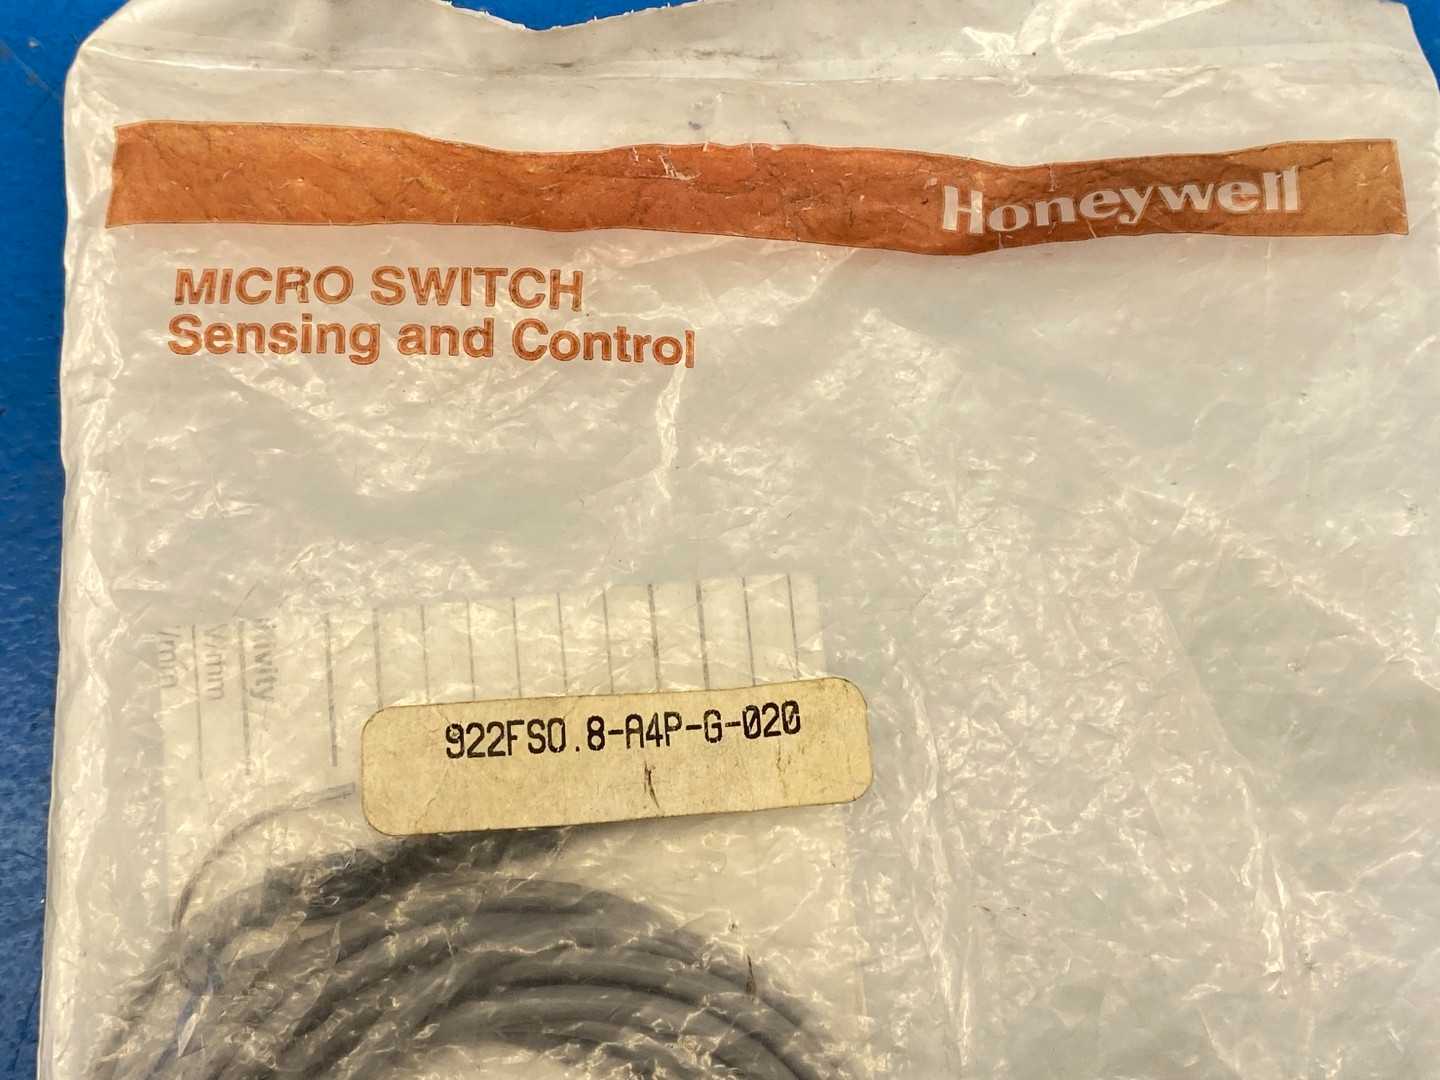 Honeywell
MICRO SWITCH
Sensing and Control
922FS0.8-A4P-G-020